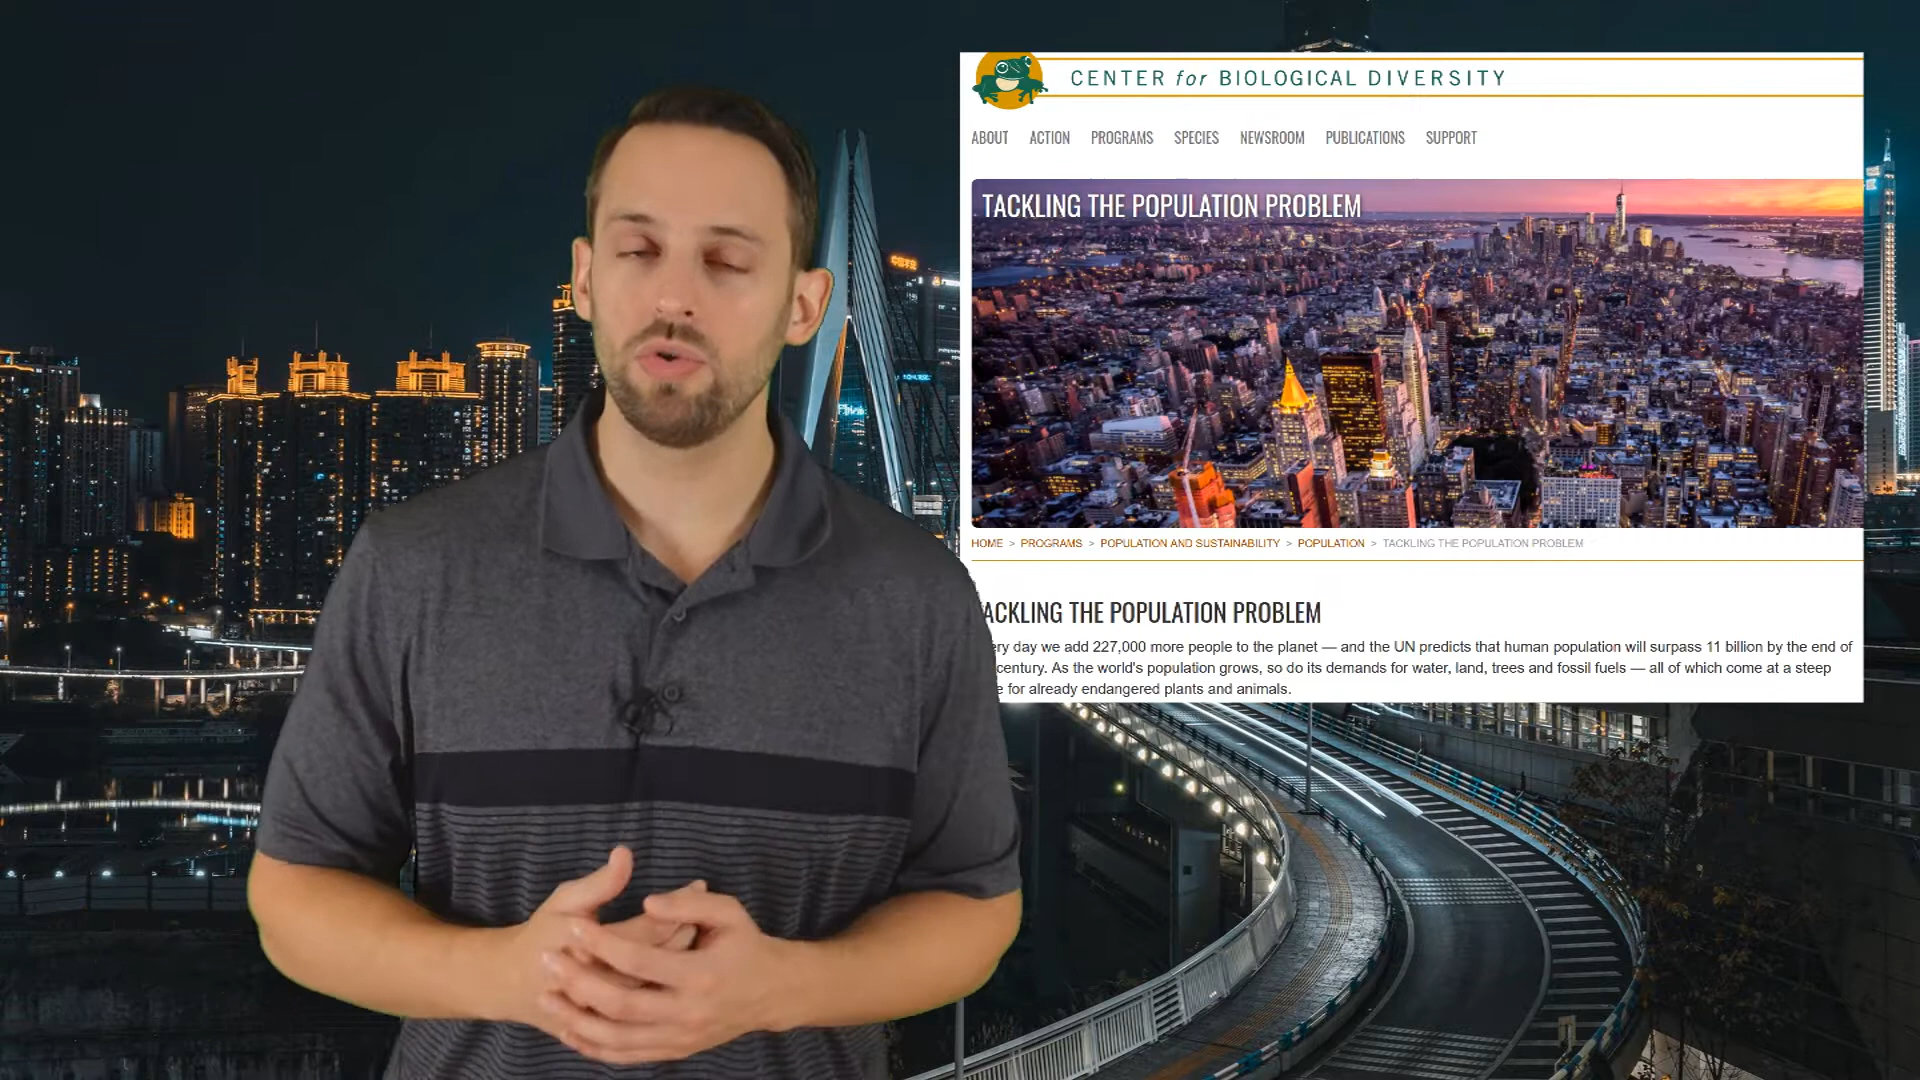 CENTER for BIOLOGICAL DIVERSITY
ABOUT ACTION PROGRAMS SPECIES NEWSROOM PUBLICATIONS SUPPORT
TACKLING THE POPULATION PROBLEM
HOME > PROGRAMS > POPULATION AND SUSTAINABILITY > POPULATION > TACKLING THE POPULATION PROBLEM
ACKLING THE POPULATION PROBLEM
ery day we add 227,000 more people to the planet — and the UN predicts that human population will surpass 11 billion by the end of
century. As the world's population grows, so do its demands for water, land, trees and fossil fuels — all of which come at a steep
e for already endangered plants and animals.